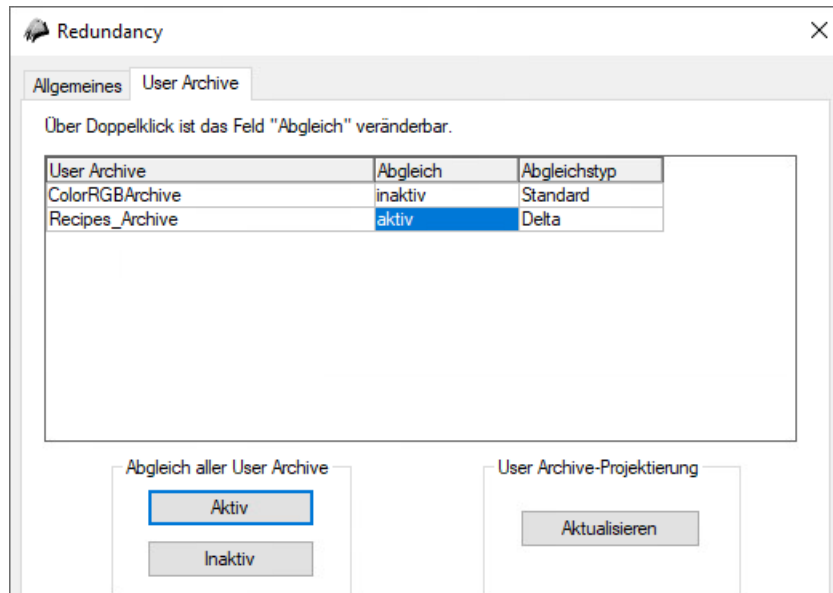 Redundancy
Allgemeines User Archive
Über Doppelklick ist das Feld "Abgleich" veränderbar.
User Archive Abgleich Abgleichstyp
ColorRGBArchive inaktiv Standard
Recipes_Archive aktiv Delta
Abgleich aller User Archive User Archive-Projektierung
Aktiv
Aktualisieren
Inaktiv